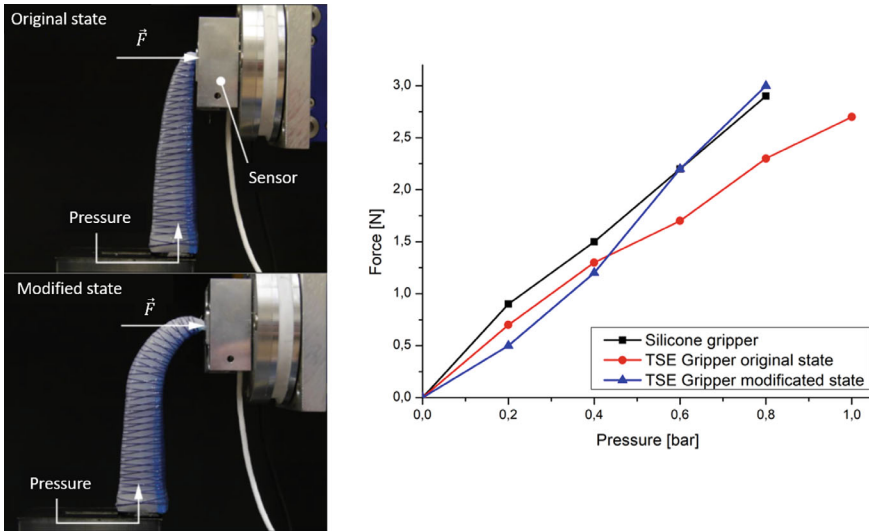 Original state
F
Sensor
Pressure
Modified state
F
Pressure
Force [N]
3,0
2,5
2,0
1,5
1,0
0,5
0,0
Silicone gripper
TSE Gripper original state
TSE Gripper modificated state
0,0 0,2 0,4 0,6 0,8 1,0
Pressure [bar]